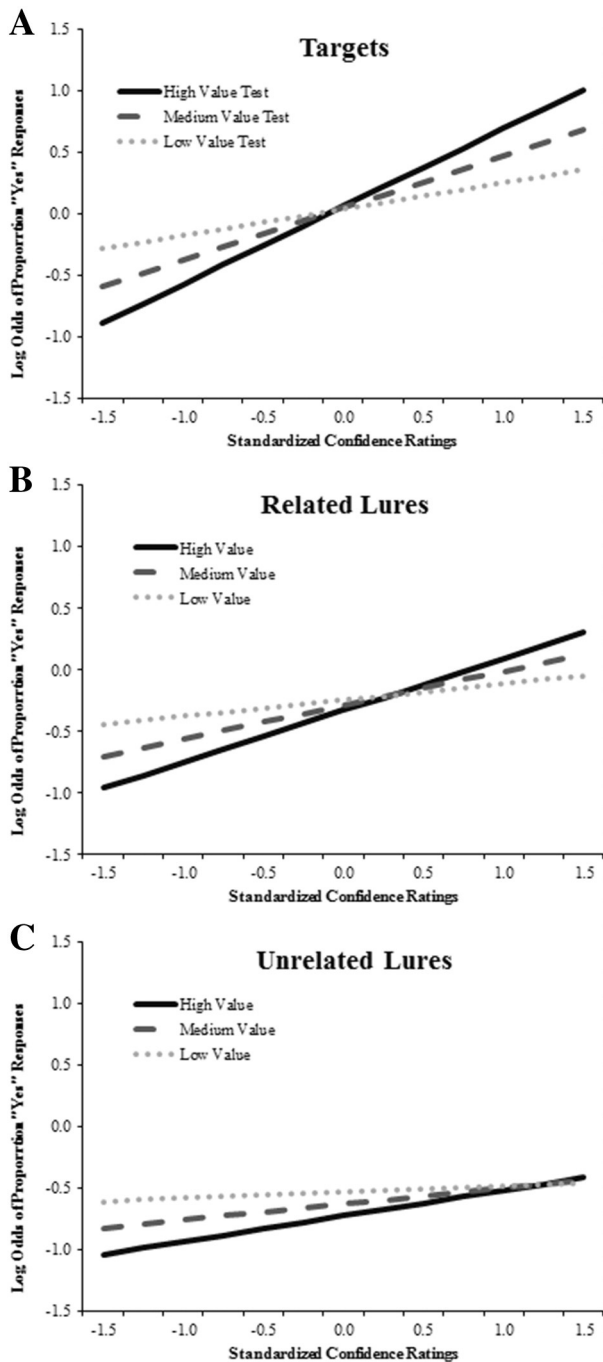 A
Targets
High Value Test
Medium Value Test
Low Value Test
1.5
1.0
0.5
0.0
-0.5
-1.0
-1.5
Log Odds of Proporrtion "Yes" Responses
-1.5 -1.0 -0.5 0.0 0.5 1.0 1.5
Standardized Confidence Ratings
B
Related Lures
High Value
Medium Value
Low Value
1.5
1.0
0.5
0.0
-0.5
-1.0
-1.5
Log Odds of Proporrtion "Yes" Responses
-1.5 -1.0 -0.5 0.0 0.5 1.0 1.5
Standardized Confidence Ratings
C
Unrelated Lures
High Value
Medium Value
Low Value
1.5
1.0
0.5
0.0
-0.5
-1.0
-1.5
Log Odds of Proporrtion "Yes" Responses
-1.5 -1.0 -0.5 0.0 0.5 1.0 1.5
Standardized Confidence Ratings